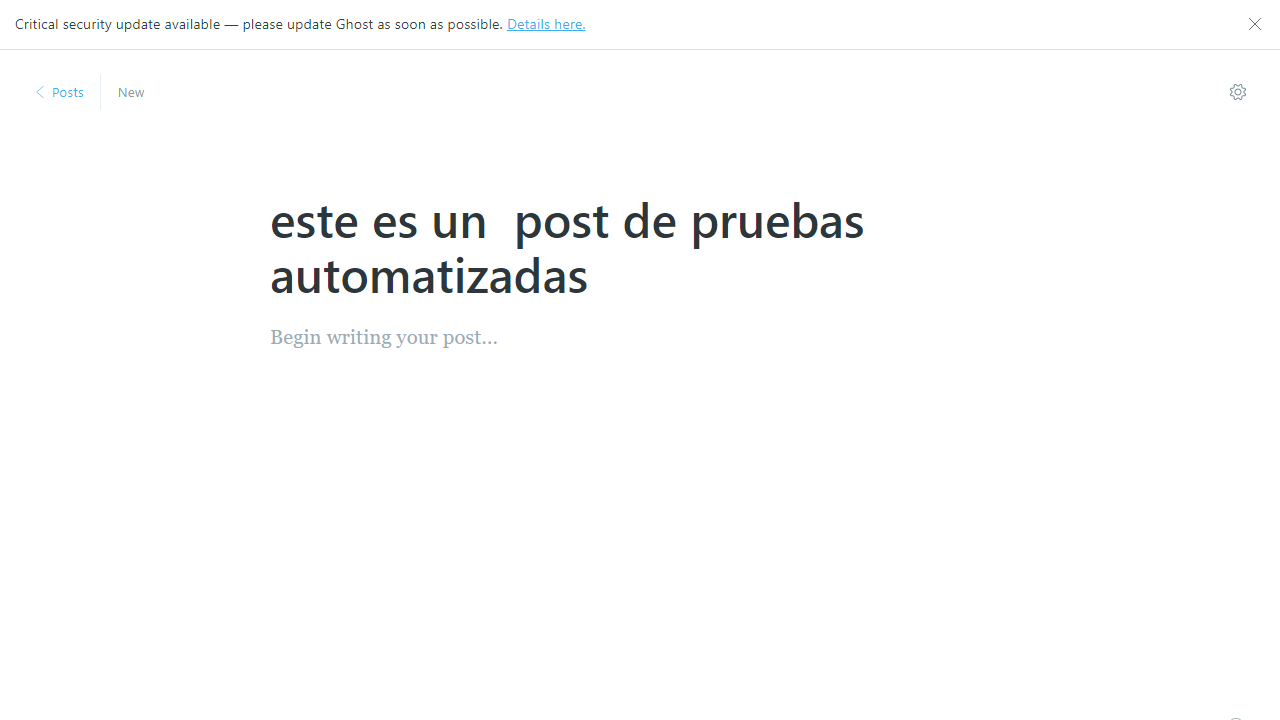 Critical security update available — please update Ghost as soon as possible. Details here.
Posts
New
este es un  post de pruebas
automatizadas
Begin writing your post...